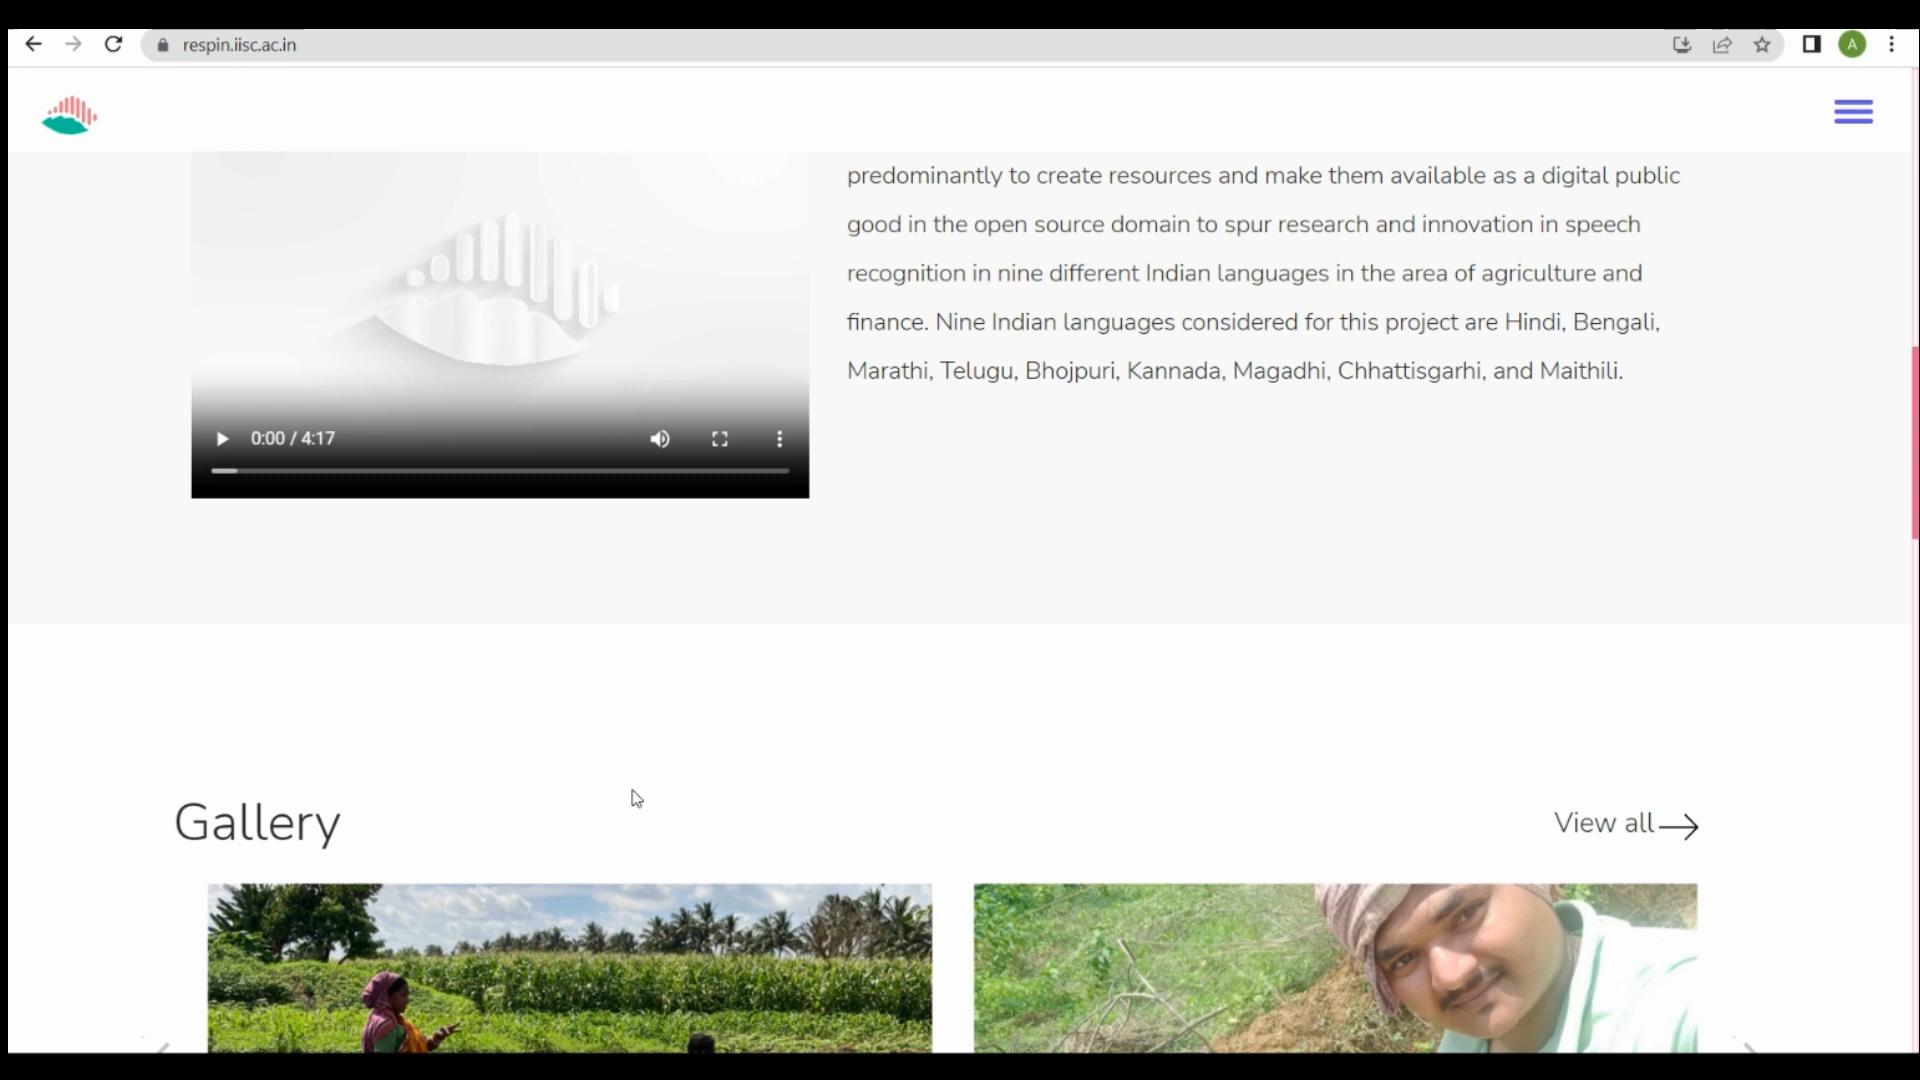 respin.iisc.ac.in
A
predominantly to create resources and make them available as a digital public
good in the open source domain to spur research and innovation in speech
recognition in nine different Indian languages in the area of agriculture and
finance. Nine Indian languages considered for this project are Hindi, Bengali,
Marathi, Telugu, Bhojpuri, Kannada, Magadhi, Chhattisgarhi, and Maithili.
0:00 / 4:17
Gallery
View all